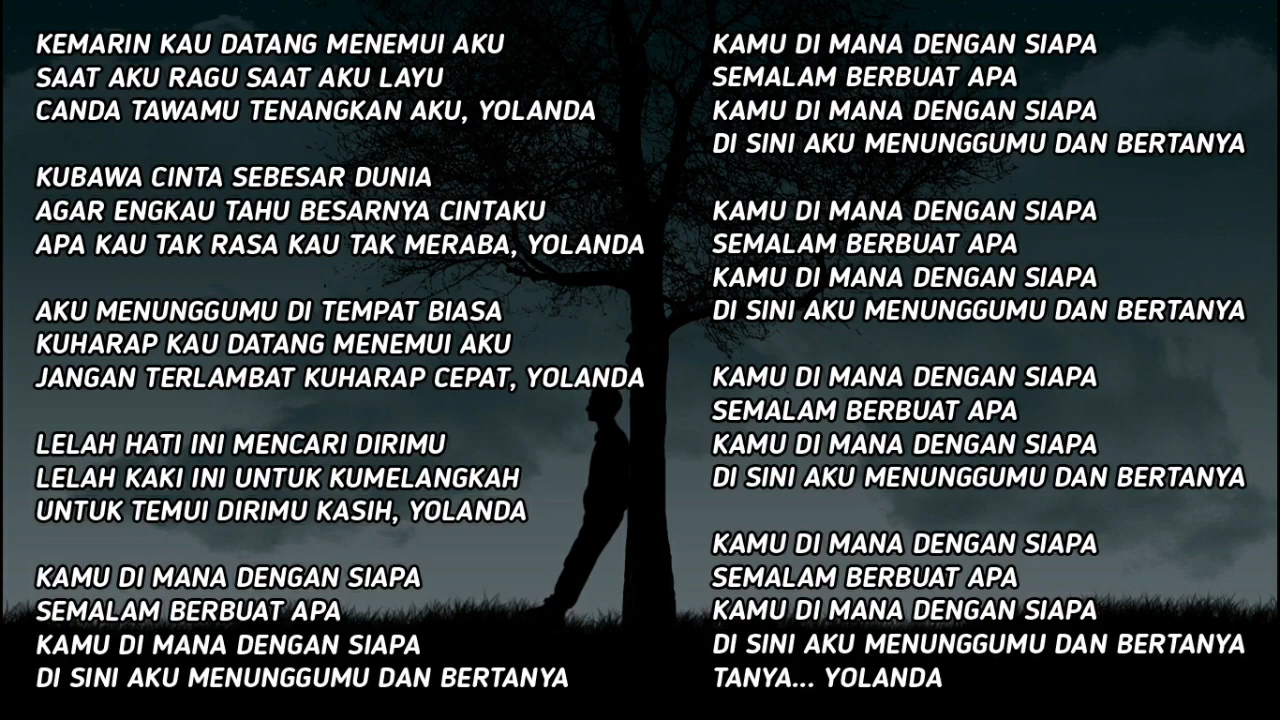 KEMARIN KAU DATANG MENEMUI AKU
SAAT AKU RAGU SAAT AKU LAYU
CANDA TAWAMU TENANGKAN AKU, YOLANDA
KUBAWA CINTA SEBESAR DUNIA
AGAR ENGKAU TAHU BESARNYA CINTAKU
APA KAU TAK RASA KAU TAK MERABA, YOLANDA
AKU MENUNGGUMU DI TEMPAT BIASA
KUHARAP KAU DATANG MENEMUI AKU
JANGAN TERLAMBAT KUHARAP CEPAT, YOLANDA
LELAH HATI INI MENCARI DIRIMU
LELAH KAKI INI UNTUK KUMELANGKAH
UNTUK TEMUI DIRIMU KASIH, YOLANDA
KAMU DI MANA DENGAN SIAPA
SEMALAM BERBUAT APA
KAMU DI MANA DENGAN SIAPA
DI SINI AKU MENUNGGUMU DAN BERTANYA
KAMU DI MANA DENGAN SIAPA
SEMALAM BERBUAT APA
KAMU DI MANA DENGAN SIAPA
DI SINI AKU MENUNGGUMU DAN BERTANYA
KAMU DI MANA DENGAN SIAPA
SEMALAM BERBUAT APA
KAMU DI MANA DENGAN SIAPA
DI SINI AKU MENUNGGUMU DAN BERTANYA
KAMU DI MANA DENGAN SIAPA
SEMALAM BERBUAT APA
KAMU DI MANA DENGAN SIAPA
DI SINI AKU MENUNGGUMU DAN BERTANYA
KAMU DI MANA DENGAN SIAPA
SEMALAM BERBUAT APA
KAMU DI MANA DENGAN SIAPA
DI SINI AKU MENUNGGUMU DAN BERTANYA
TANYA... YOLANDA